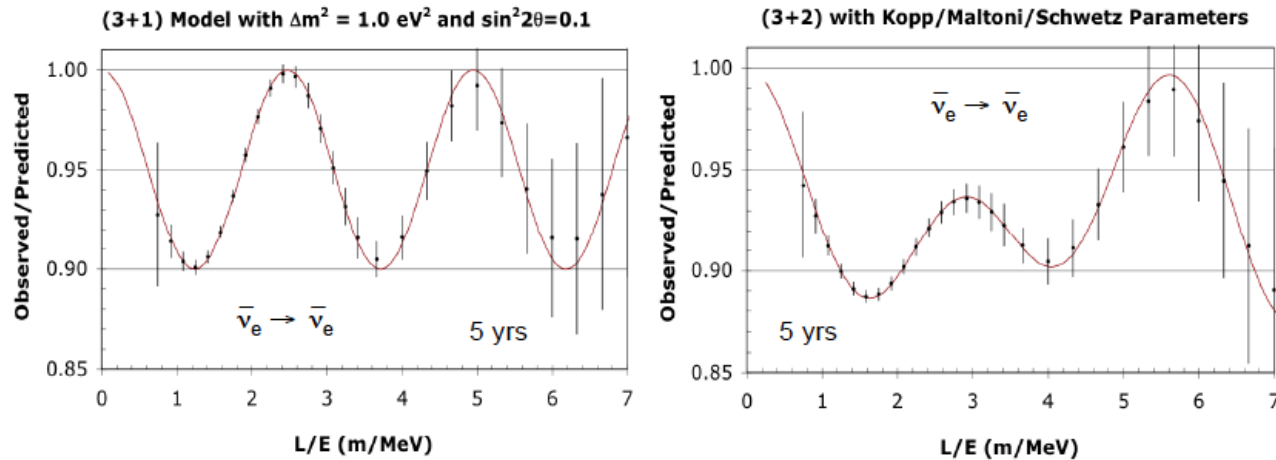 (3+1) Model with Δm² = 1.0 eV² and sin²2θ=0.1
Observed/Predicted
1.00
0.95
0.90
0.85
ν̅e → ν̅e
5 yrs
0 1 2 3 4 5 6 7
L/E (m/MeV)
(3+2) with Kopp/Maltoni/Schwetz Parameters
Observed/Predicted
1.00
0.95
0.90
0.85
ν̅e → ν̅e
5 yrs
0 1 2 3 4 5 6 7
L/E (m/MeV)